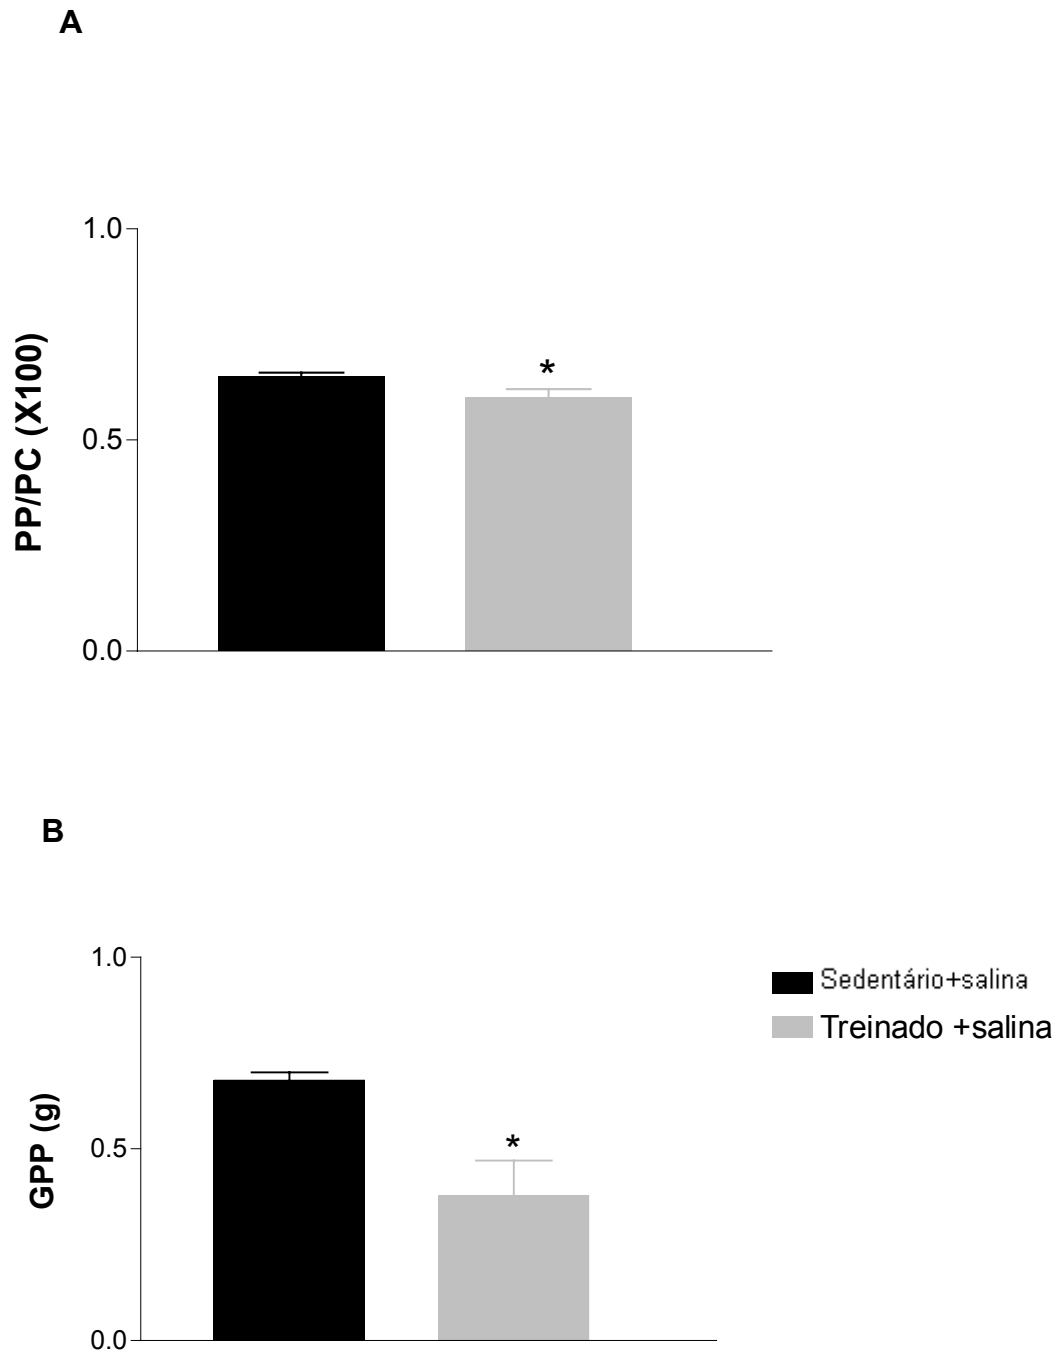 A
1.0
*
PP/PC (X100)
0.5
0.0
B
1.0
Sedentário+salina
Treinado +salina
GPP (g)
*
0.5
0.0